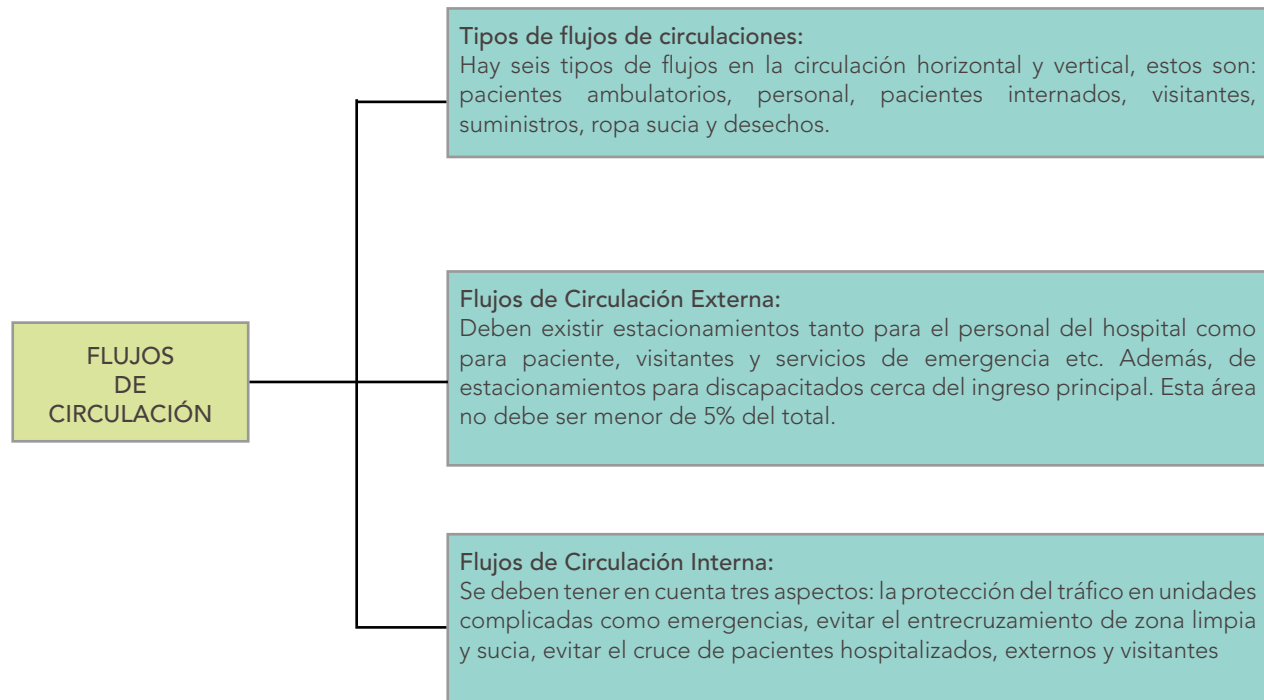 Tipos de flujos de circulaciones:
Hay seis tipos de flujos en la circulación horizontal y vertical, estos son:
pacientes ambulatorios, personal, pacientes internados, visitantes,
suministros, ropa sucia y desechos.
Flujos de Circulación Externa:
Deben existir estacionamientos tanto para el personal del hospital como
para paciente, visitantes y servicios de emergencia etc. Además, de
estacionamientos para discapacitados cerca del ingreso principal. Esta área
no debe ser menor de 5% del total.
FLUJOS
DE
CIRCULACIÓN
Flujos de Circulación Interna:
Se deben tener en cuenta tres aspectos: la protección del tráfico en unidades
complicadas como emergencias, evitar el entrecruzamiento de zona limpia
y sucia, evitar el cruce de pacientes hospitalizados, externos y visitantes